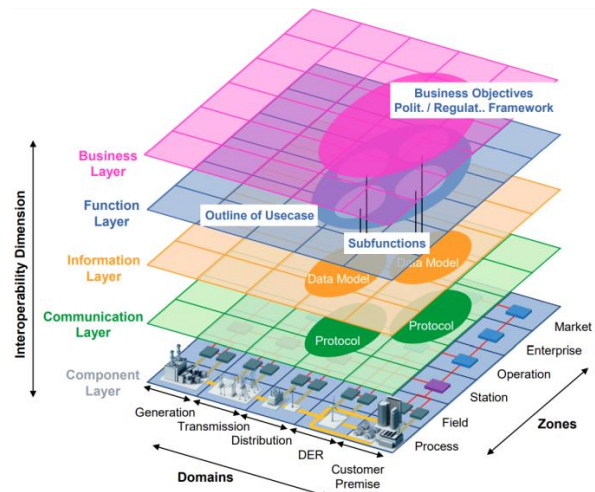 Business Objectives
Polit. / Regulat.. Framework
Interoperability Dimension
Business
Layer
Function
Layer
Outline of Usecase
Subfunctions
Information
Layer
Data Model
Data Model
Communication
Layer
Protocol
Protocol
Component
Layer
Market
Enterprise
Operation
Station
Field
Process
Zones
Generation
Transmission
Distribution
DER
Customer
Premise
Domains